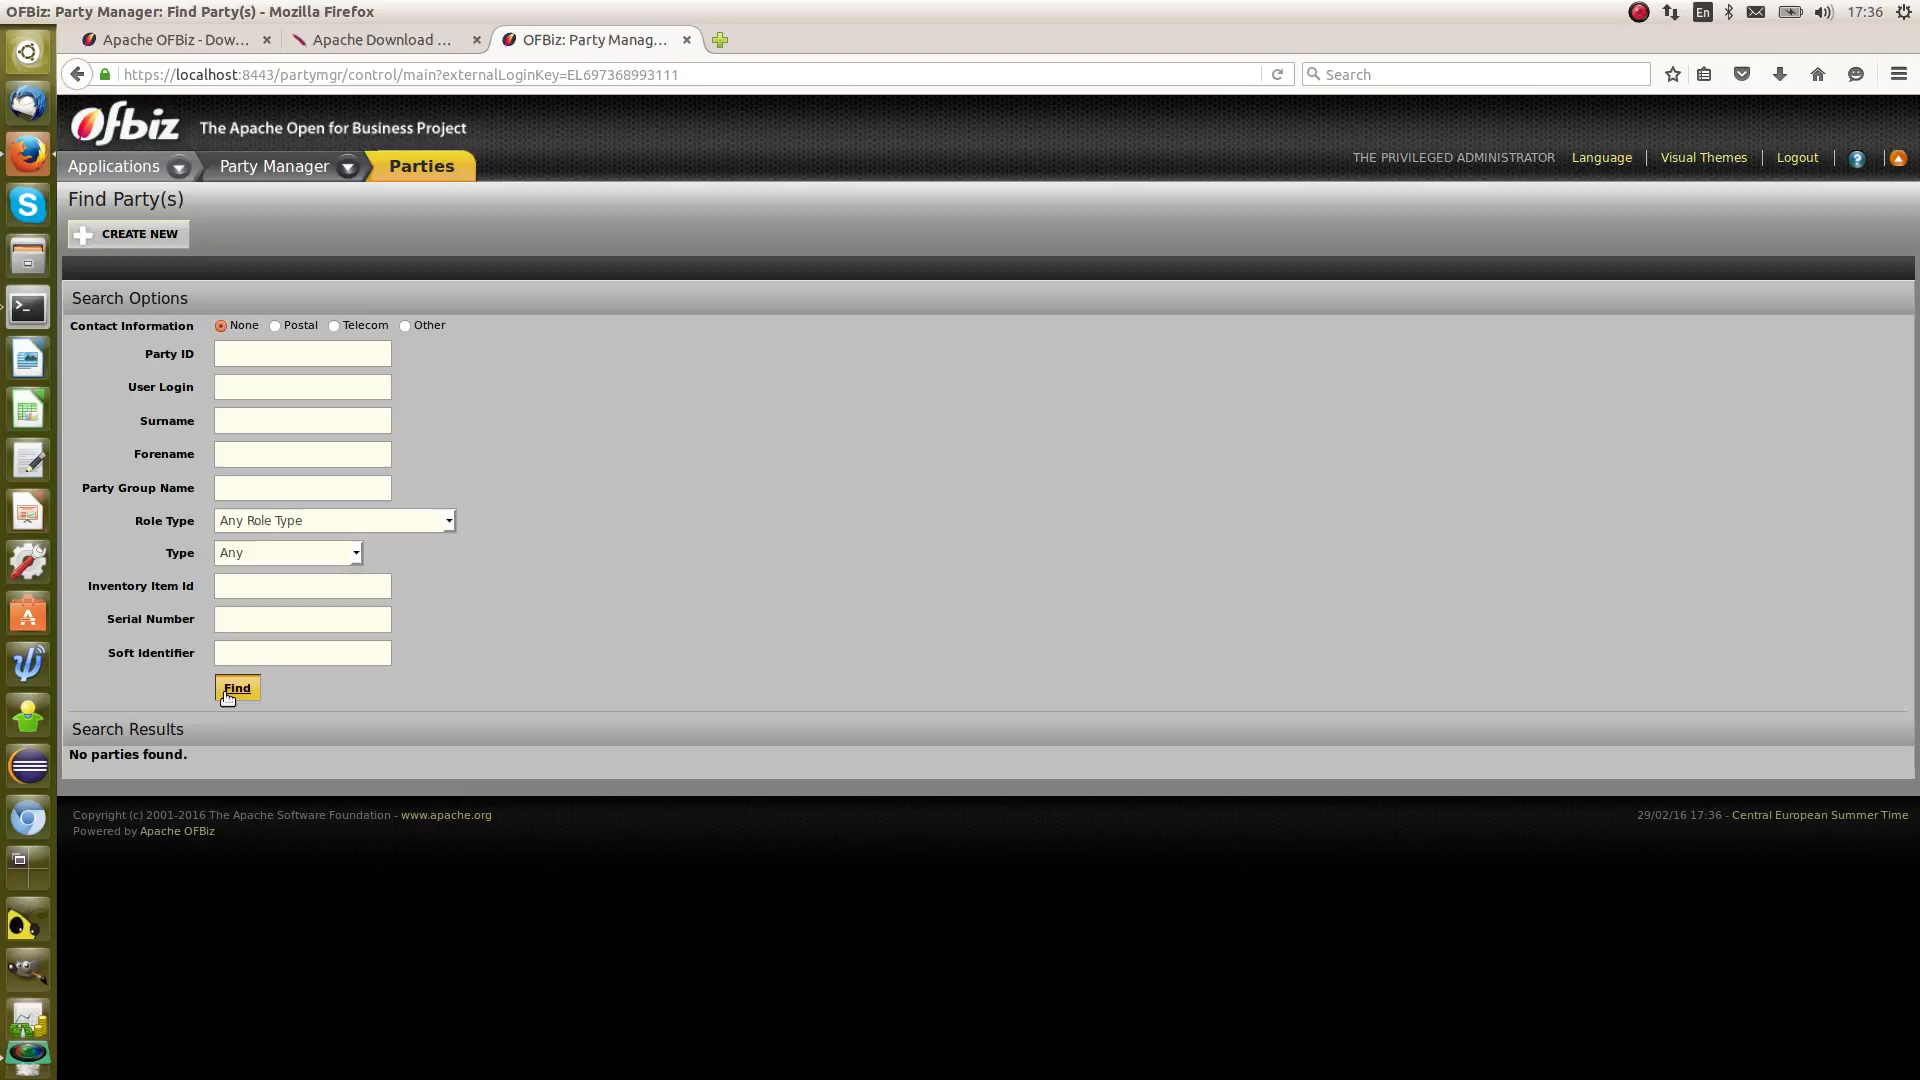 OFBiz: Party Manager: Find Party(s) - Mozilla Firefox
En
17:36
Apache OFBiz - Dow...
Apache Download ...
OFBiz: Party Manag...
https://localhost:8443/partymgr/control/main?externalLoginKey=EL697368993111
Search
Ofbiz The Apache Open for Business Project
Applications
Party Manager
Parties
THE PRIVILEGED ADMINISTRATOR
Language
Visual Themes
Logout
?
Find Party(s)
CREATE NEW
Search Options
Contact Information None Postal Telecom Other
Party ID
User Login
Surname
Forename
Party Group Name
Role Type Any Role Type
Type Any
Inventory Item Id
Serial Number
Soft Identifier
Find
Search Results
No parties found.
Copyright (c) 2001-2016 The Apache Software Foundation - www.apache.org
29/02/16 17:36 - Central European Summer Time
Powered by Apache OFBiz